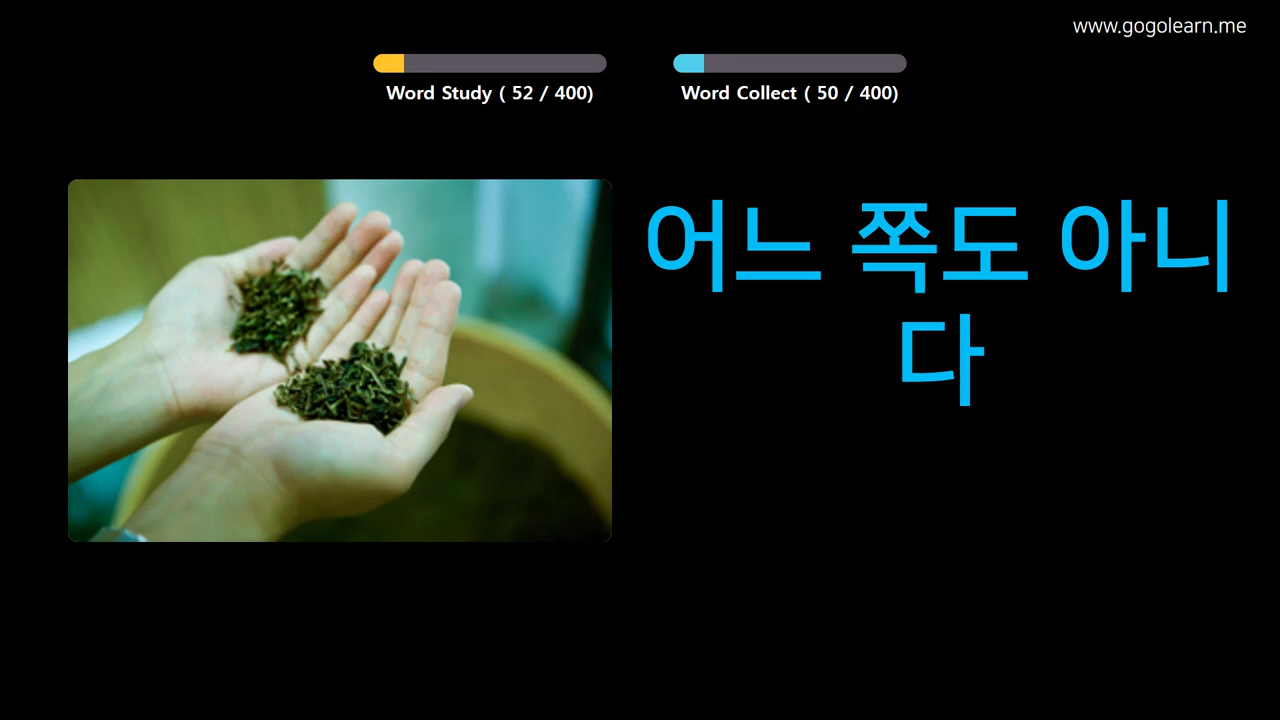 www.gogolearn.me
Word Study ( 52 / 400)
Word Collect ( 50 / 400)
어느 쪽도 아니
다